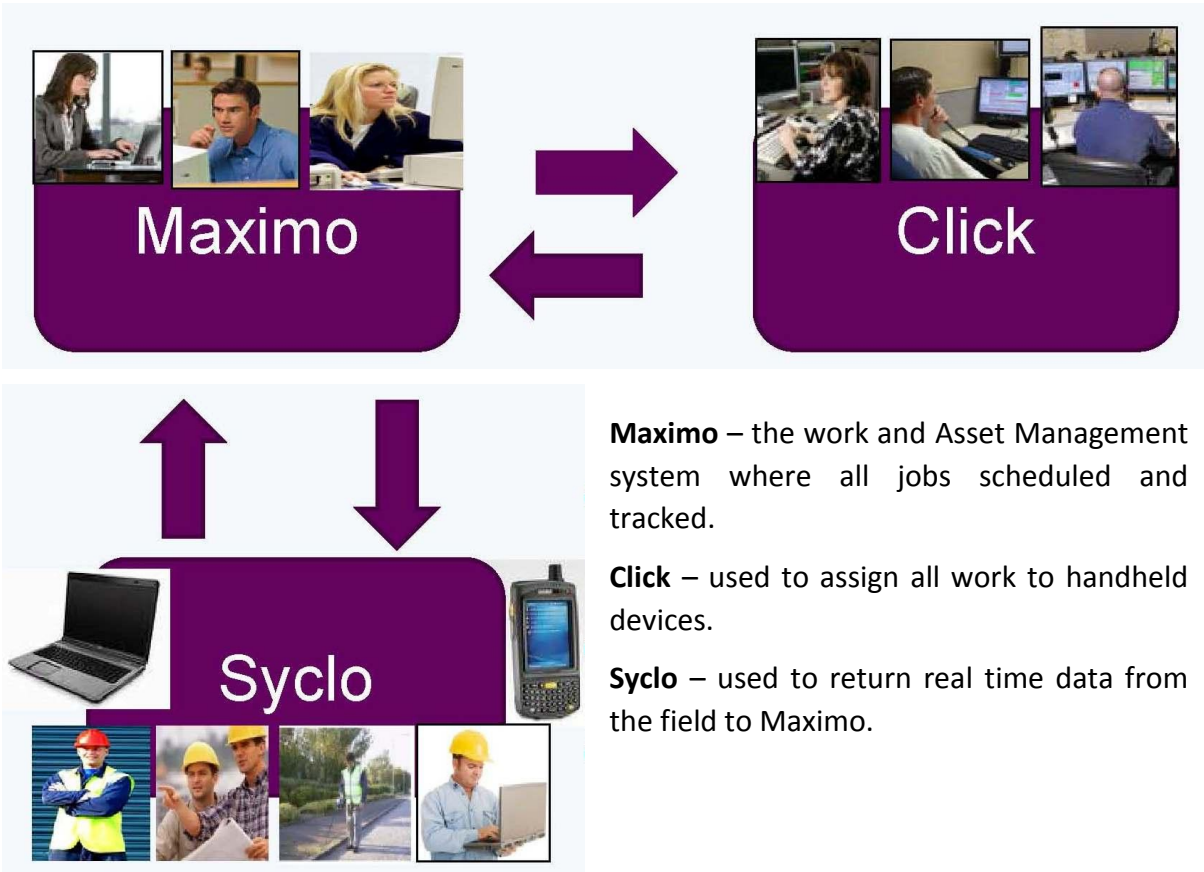 Maximo
Click
Syclo
Maximo – the work and Asset Management
system where all jobs scheduled and
tracked.
Click – used to assign all work to handheld
devices.
Syclo – used to return real time data from
the field to Maximo.